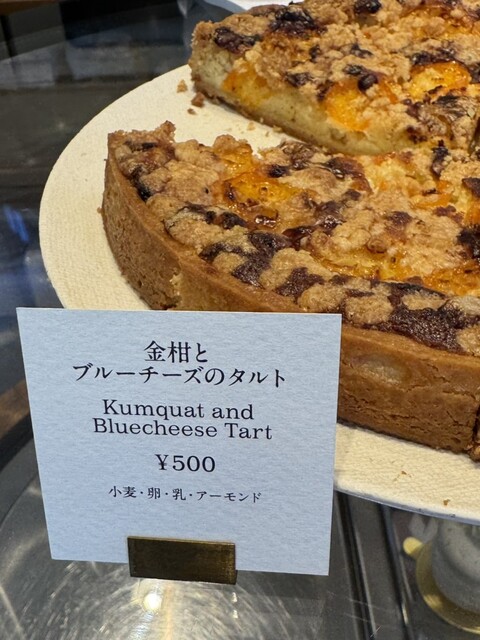 金柑と
ブルーチーズのタルト
Kumquat and
Bluecheese Tart
¥500
小麦・卵・乳・アーモンド